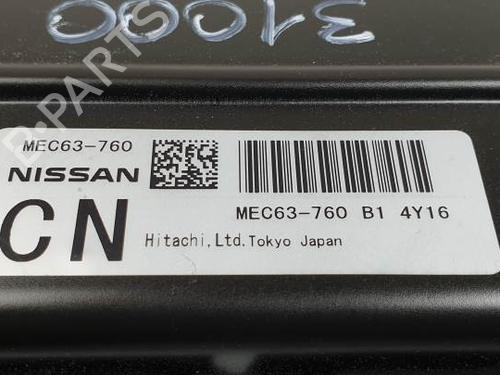 31000
B-PARTS
MEC63-760
NISSAN
CN
MEC63-760 B1 4Y16
Hitachi,Ltd.Tokyo Japan